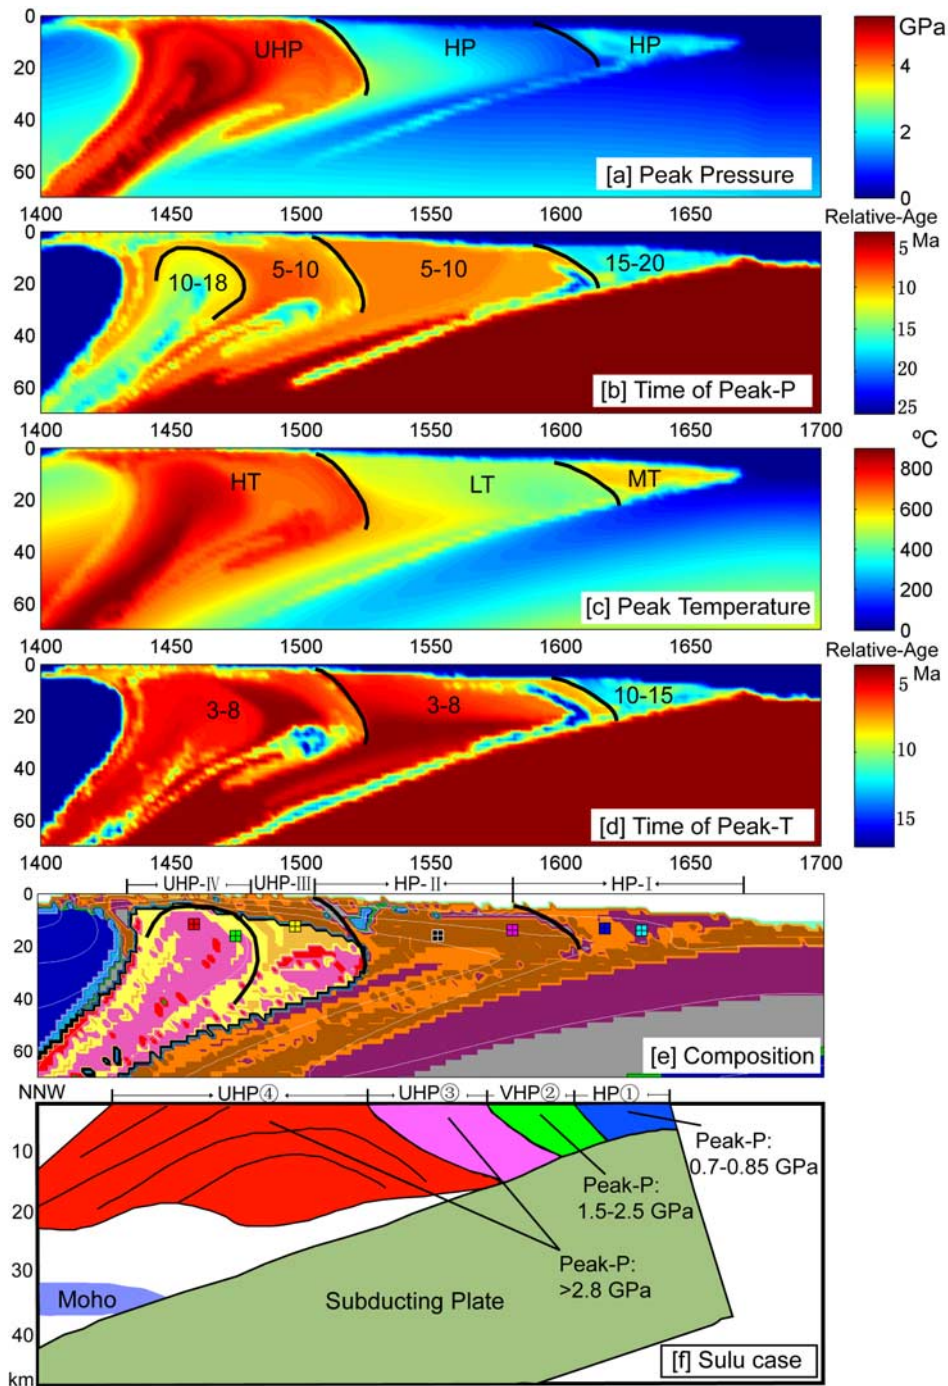 0
20
40
60
UHP
HP
HP
[a] Peak Pressure
GPa
4
2
0
1400
1450
1500
1550
1600
1650
Relative-Age
0
20
40
60
10-18
5-10
5-10
15-20
[b] Time of Peak-P
5
Ma
10
15
20
25
1400
1450
1500
1550
1600
1650
1700
0
20
40
60
HT
LT
MT
[c] Peak Temperature
ºC
800
600
400
200
0
1400
1450
1500
1550
1600
1650
1700
Relative-Age
0
20
40
60
3-8
3-8
10-15
[d] Time of Peak-T
5
Ma
10
15
1400
1450
1500
1550
1600
1650
1700
UHP-IV
UHP-III
HP-II
HP-I
0
20
40
60
[e] Composition
NNW
UHP④
UHP③
VHP②
HP①
10
20
30
40
km
Peak-P:
0.7-0.85 GPa
Peak-P:
1.5-2.5 GPa
Peak-P:
>2.8 GPa
Moho
Subducting Plate
[f] Sulu case